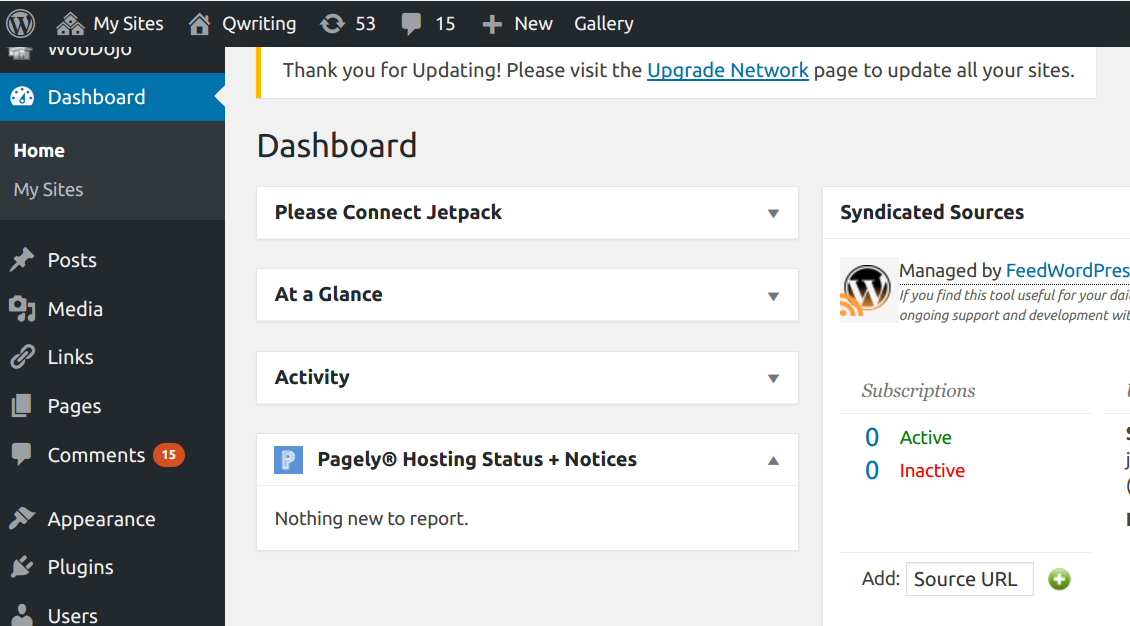 My Sites Qwriting 53 15 New Gallery
WooDojo
Dashboard
Home
My Sites
Posts
Media
Links
Pages
Comments 15
Appearance
Plugins
Users
Thank you for Updating! Please visit the Upgrade Network page to update all your sites.
Dashboard
Please Connect Jetpack
At a Glance
Activity
Pagely® Hosting Status + Notices
Nothing new to report.
Syndicated Sources
Managed by FeedWordPres
If you find this tool useful for your dai
ongoing support and development wit
Subscriptions
0 Active
0 Inactive
Add: Source URL